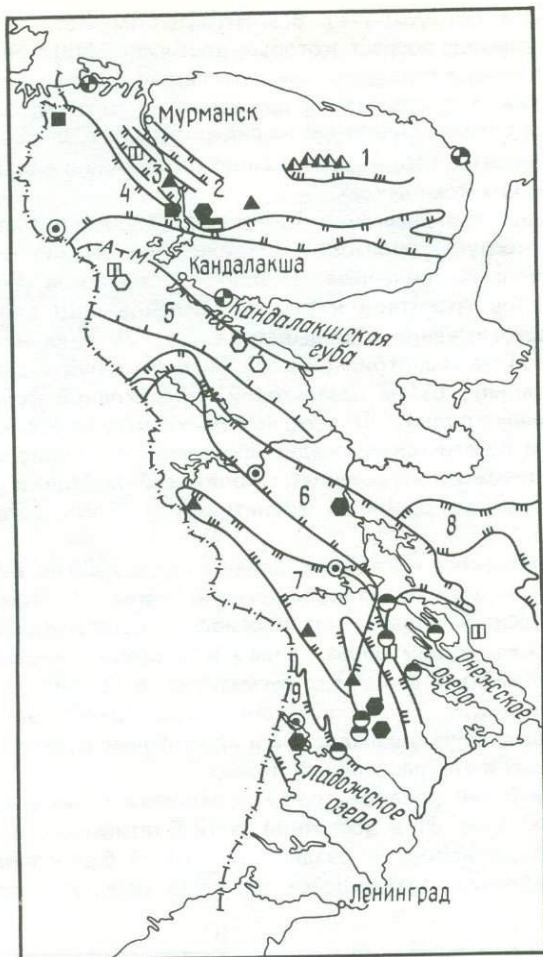 Мурманск
1
3
2
4
Кандалакша
А - М
Кандалакшская
губа
5
6
8
7
Онежское
озеро
9
Ладожское
озеро
Ленинград